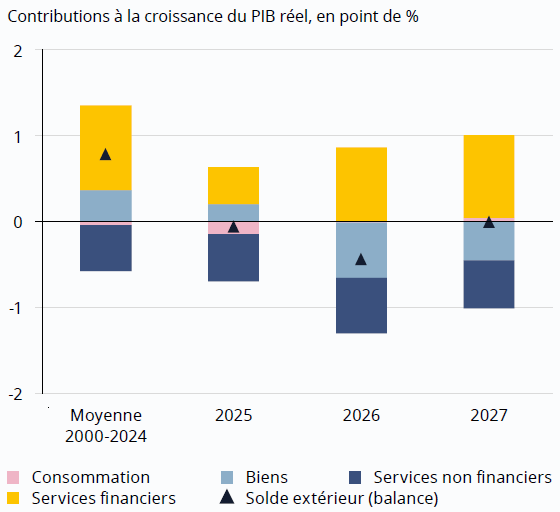 Contributions à la croissance du PIB réel, en point de %
2
1
0
-1
-2
Moyenne
2000-2024
2025
2026
2027
Consommation
Biens
Services non financiers
Services financiers
Solde extérieur (balance)